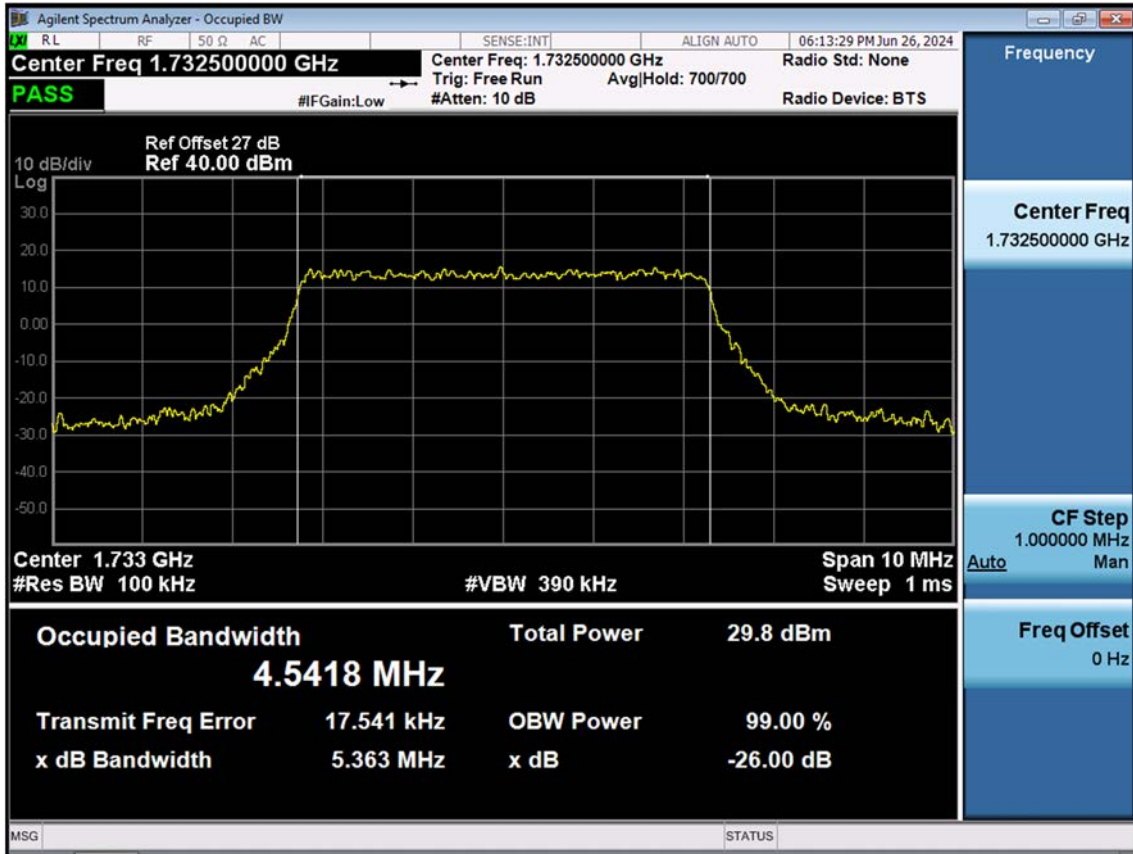 Agilent Spectrum Analyzer - Occupied BW
LXI RL RF 50 Ω AC SENSE:INT ALIGN AUTO 06:13:29 PM Jun 26, 2024
Center Freq 1.732500000 GHz
PASS
#IFGain:Low
Center Freq: 1.732500000 GHz
Trig: Free Run Avg|Hold: 700/700
#Atten: 10 dB
Radio Std: None
Radio Device: BTS
Ref Offset 27 dB
10 dB/div Ref 40.00 dBm
Log
30.0
20.0
10.0
0.00
-10.0
-20.0
-30.0
-40.0
-50.0
Center 1.733 GHz Span 10 MHz
#Res BW 100 kHz #VBW 390 kHz Sweep 1 ms
Occupied Bandwidth Total Power 29.8 dBm
4.5418 MHz
Transmit Freq Error 17.541 kHz OBW Power 99.00 %
x dB Bandwidth 5.363 MHz x dB -26.00 dB
MSG STATUS
Frequency
Center Freq
1.732500000 GHz
CF Step
1.000000 MHz
Auto Man
Freq Offset
0 Hz